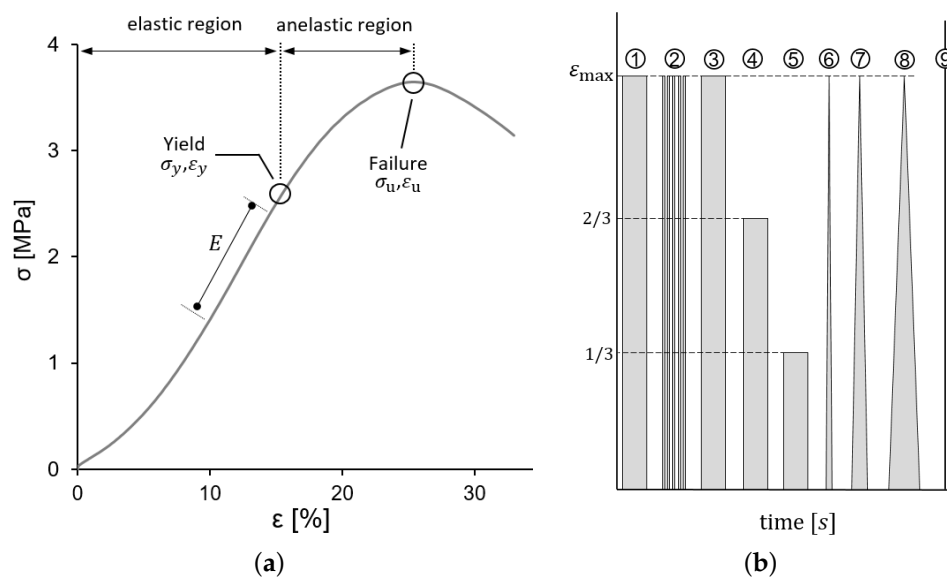 elastic region
anelastic region
4
3
2
1
0
σ [MPa]
Yield
σy,εy
Failure
σu,εu
E
0
10
20
30
ε [%]
(a)
εmax
2/3
1/3
①
②
③
④
⑤
⑥
⑦
⑧
⑨
time [s]
(b)